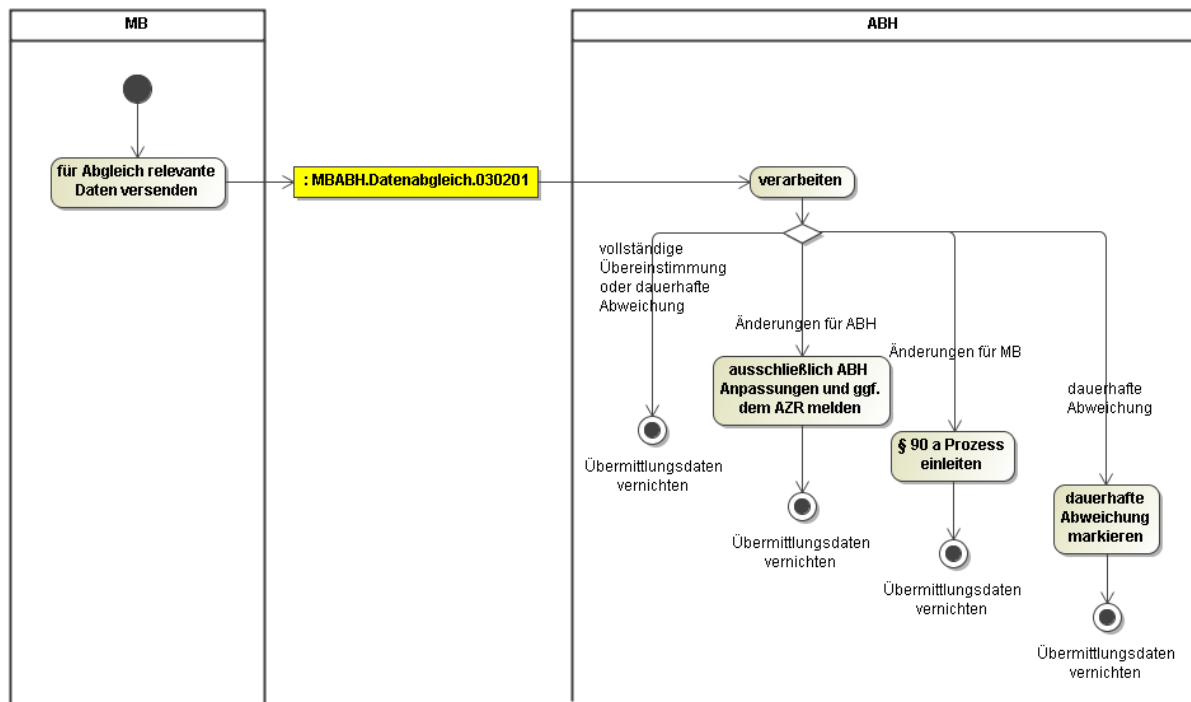 MB
ABH
für Abgleich relevante
Daten versenden
: MBABH.Datenabgleich.030201
verarbeiten
vollständige
Übereinstimmung
oder dauerhafte
Abweichung
Änderungen für ABH
Änderungen für MB
dauerhafte
Abweichung
ausschließlich ABH
Anpassungen und ggf.
dem AZR melden
§ 90 a Prozess
einleiten
dauerhafte
Abweichung
markieren
Übermittlungsdaten
vernichten
Übermittlungsdaten
vernichten
Übermittlungsdaten
vernichten
Übermittlungsdaten
vernichten